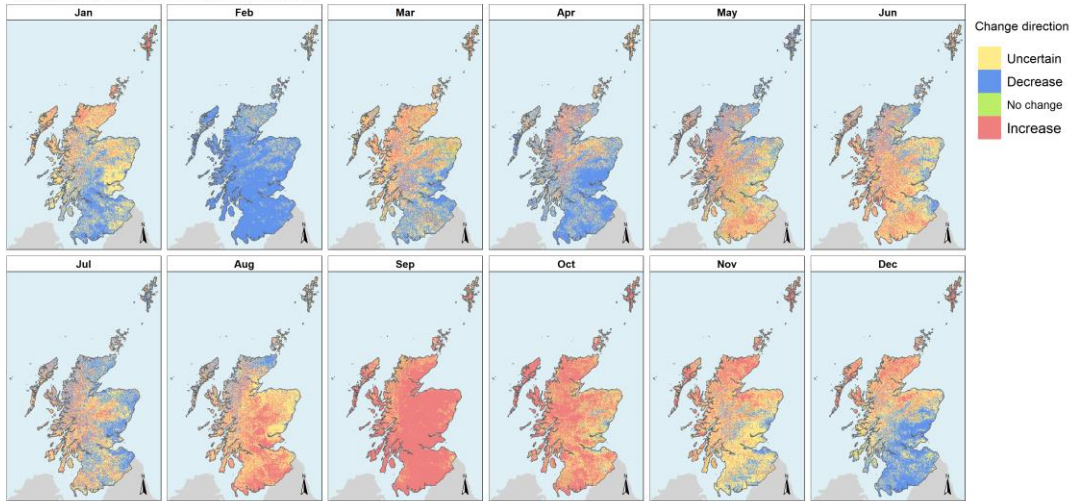 Jan
Feb
Mar
Apr
May
Jun
Change direction
Uncertain
Decrease
No change
Increase
Jul
Aug
Sep
Oct
Nov
Dec